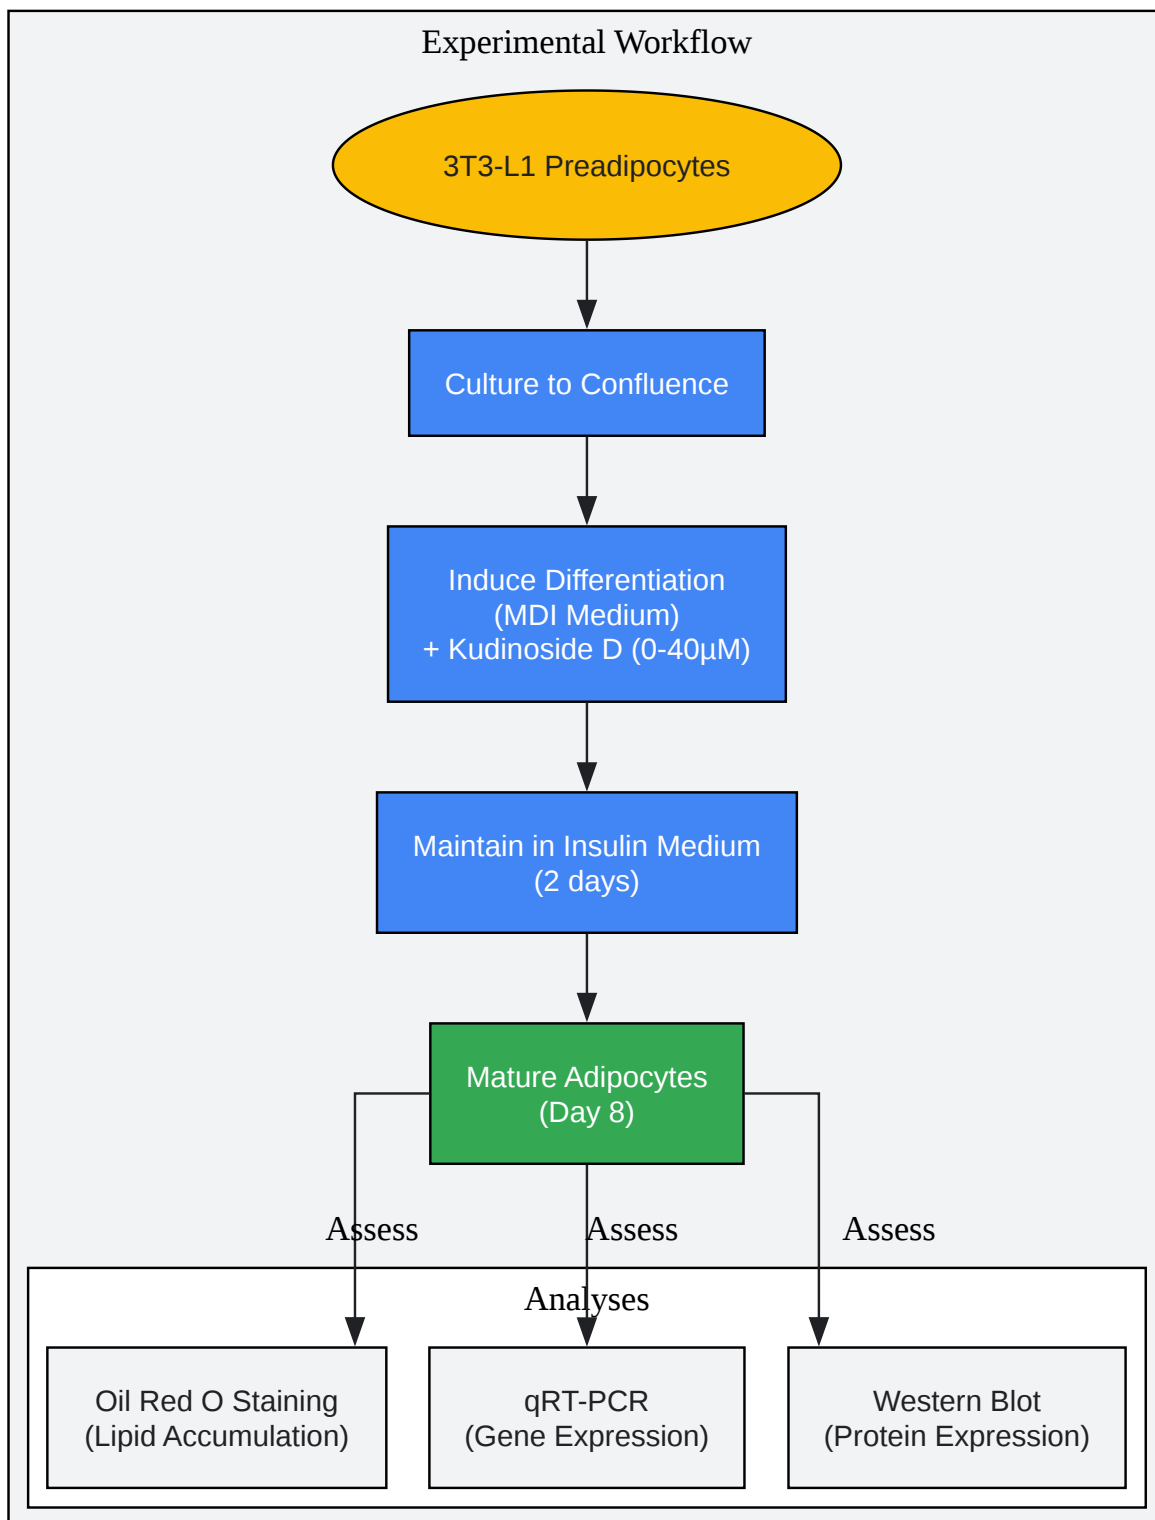 Experimental Workflow
3T3-L1 Preadipocytes
Culture to Confluence
Induce Differentiation
(MDI Medium)
+ Kudinoside D (0-40µM)
Maintain in Insulin Medium
(2 days)
Mature Adipocytes
(Day 8)
Assess
Assess
Assess
Analyses
Oil Red O Staining
(Lipid Accumulation)
qRT-PCR
(Gene Expression)
Western Blot
(Protein Expression)